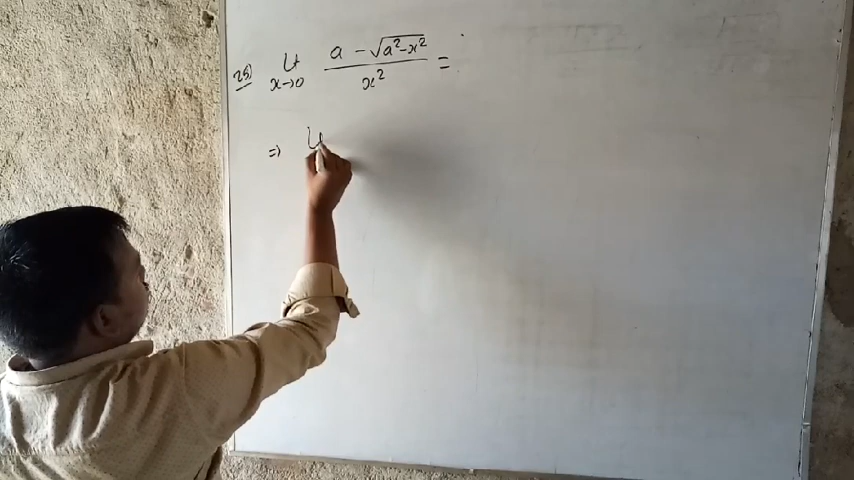 25) Lt x→0 a - √a²-x² / x² =
⇒ Lt